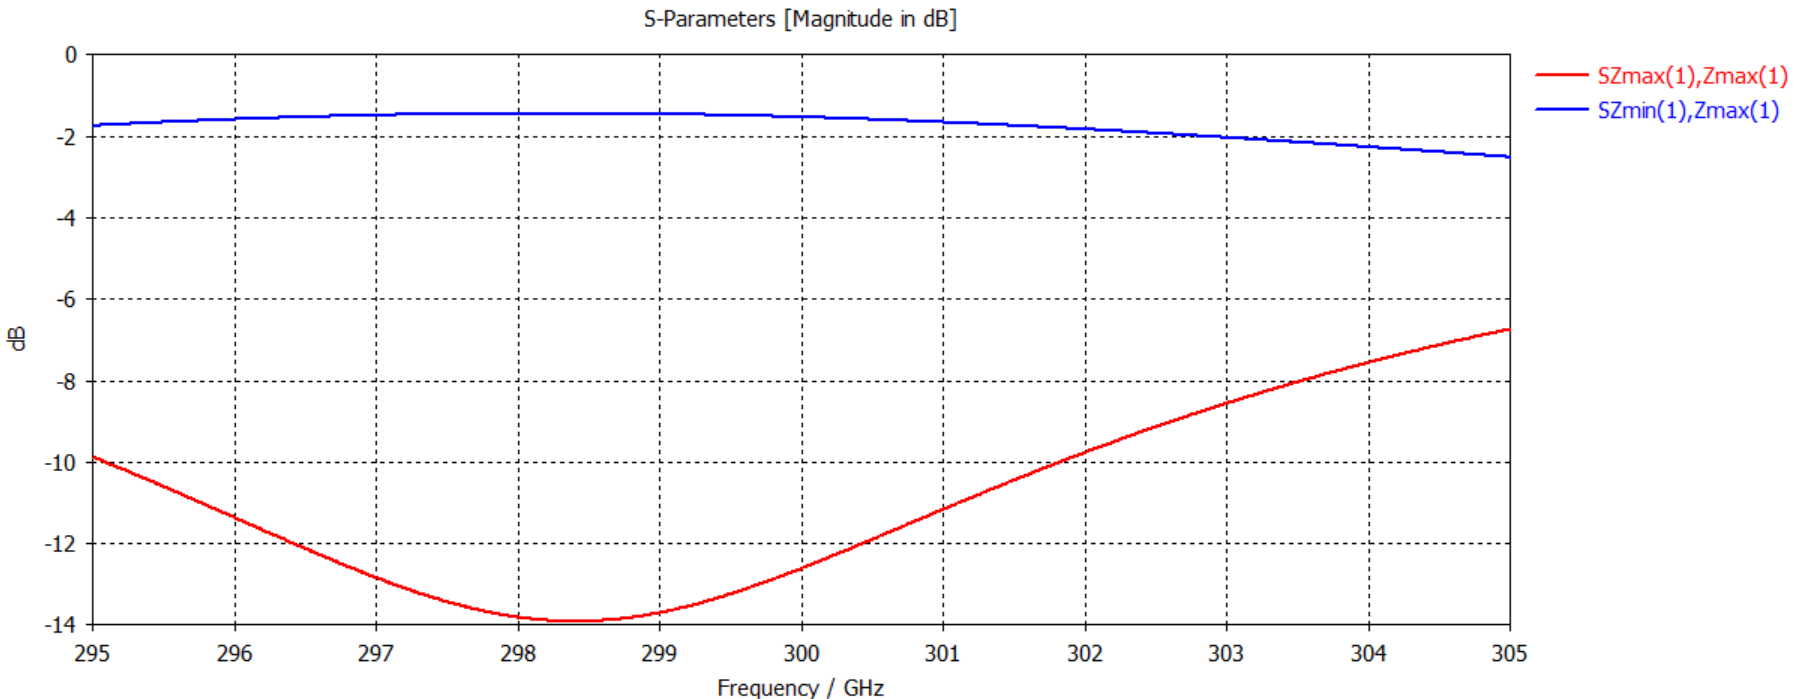 S-Parameters [Magnitude in dB]
0
-2
-4
-6
-8
-10
-12
-14
dB
295 296 297 298 299 300 301 302 303 304 305
Frequency / GHz
SZmax(1),Zmax(1)
SZmin(1),Zmax(1)